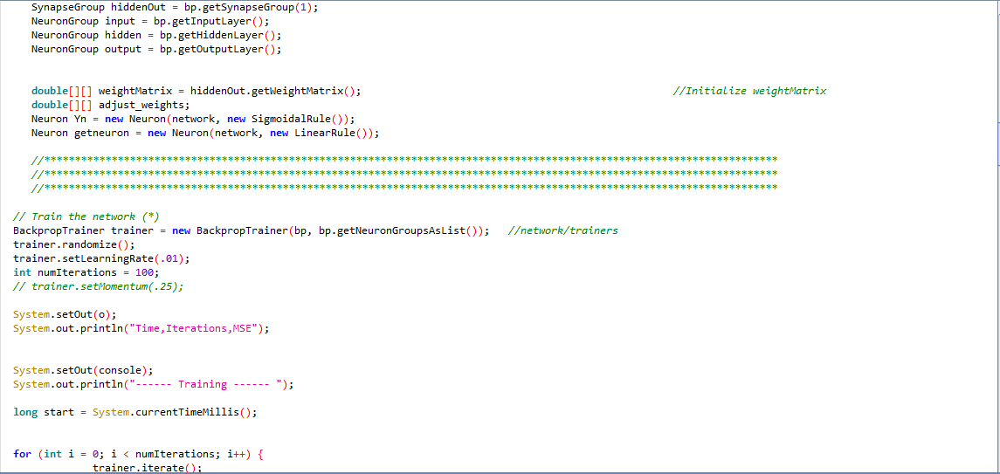 SynapseGroup hiddenOut = bp.getSynapseGroup(1);
NeuronGroup input = bp.getInputLayer();
NeuronGroup hidden = bp.getHiddenLayer();
NeuronGroup output = bp.getOutputLayer();
double[][] weightMatrix = hiddenOut.getWeightMatrix(); //Initialize weightMatrix
double[][] adjust_weights;
Neuron Yn = new Neuron(network, new SigmoidalRule());
Neuron getneuron = new Neuron(network, new LinearRule());
//************************************************************************************************************************
//************************************************************************************************************************
//************************************************************************************************************************
// Train the network (*)
BackpropTrainer trainer = new BackpropTrainer(bp, bp.getNeuronGroupsAsList()); //network/trainers
trainer.randomize();
trainer.setLearningRate(.01);
int numIterations = 100;
// trainer.setMomentum(.25);
System.setOut(o);
System.out.println("Time,Iterations,MSE");
System.setOut(console);
System.out.println("------ Training ------ ");
long start = System.currentTimeMillis();
for (int i = 0; i < numIterations; i++) {
trainer.iterate();